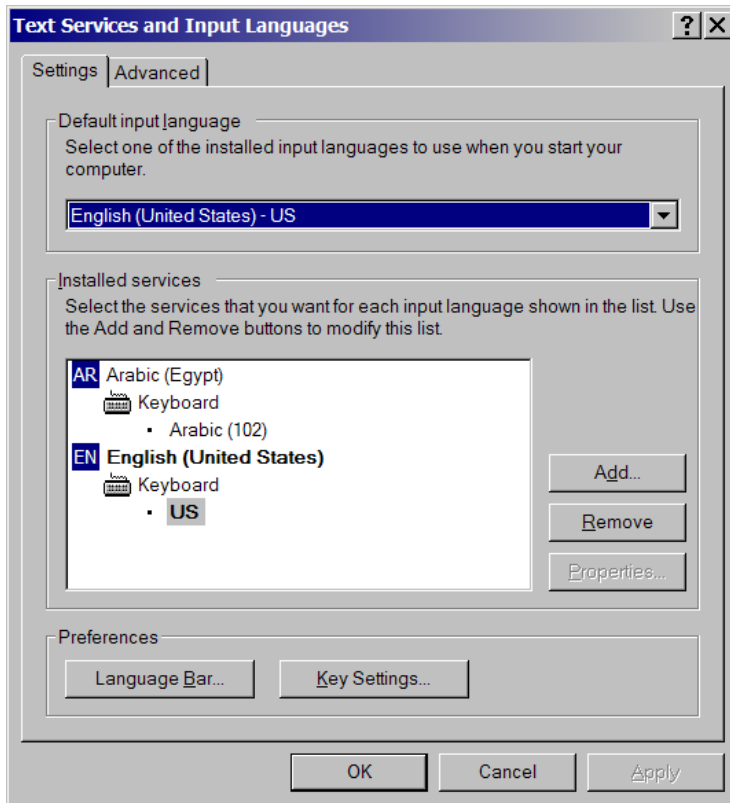 Text Services and Input Languages
Settings
Advanced
Default input language
Select one of the installed input languages to use when you start your
computer.
English (United States) - US
Installed services
Select the services that you want for each input language shown in the list. Use
the Add and Remove buttons to modify this list.
AR Arabic (Egypt)
Keyboard
• Arabic (102)
EN English (United States)
Keyboard
• US
Add...
Remove
Properties...
Preferences
Language Bar...
Key Settings...
OK
Cancel
Apply